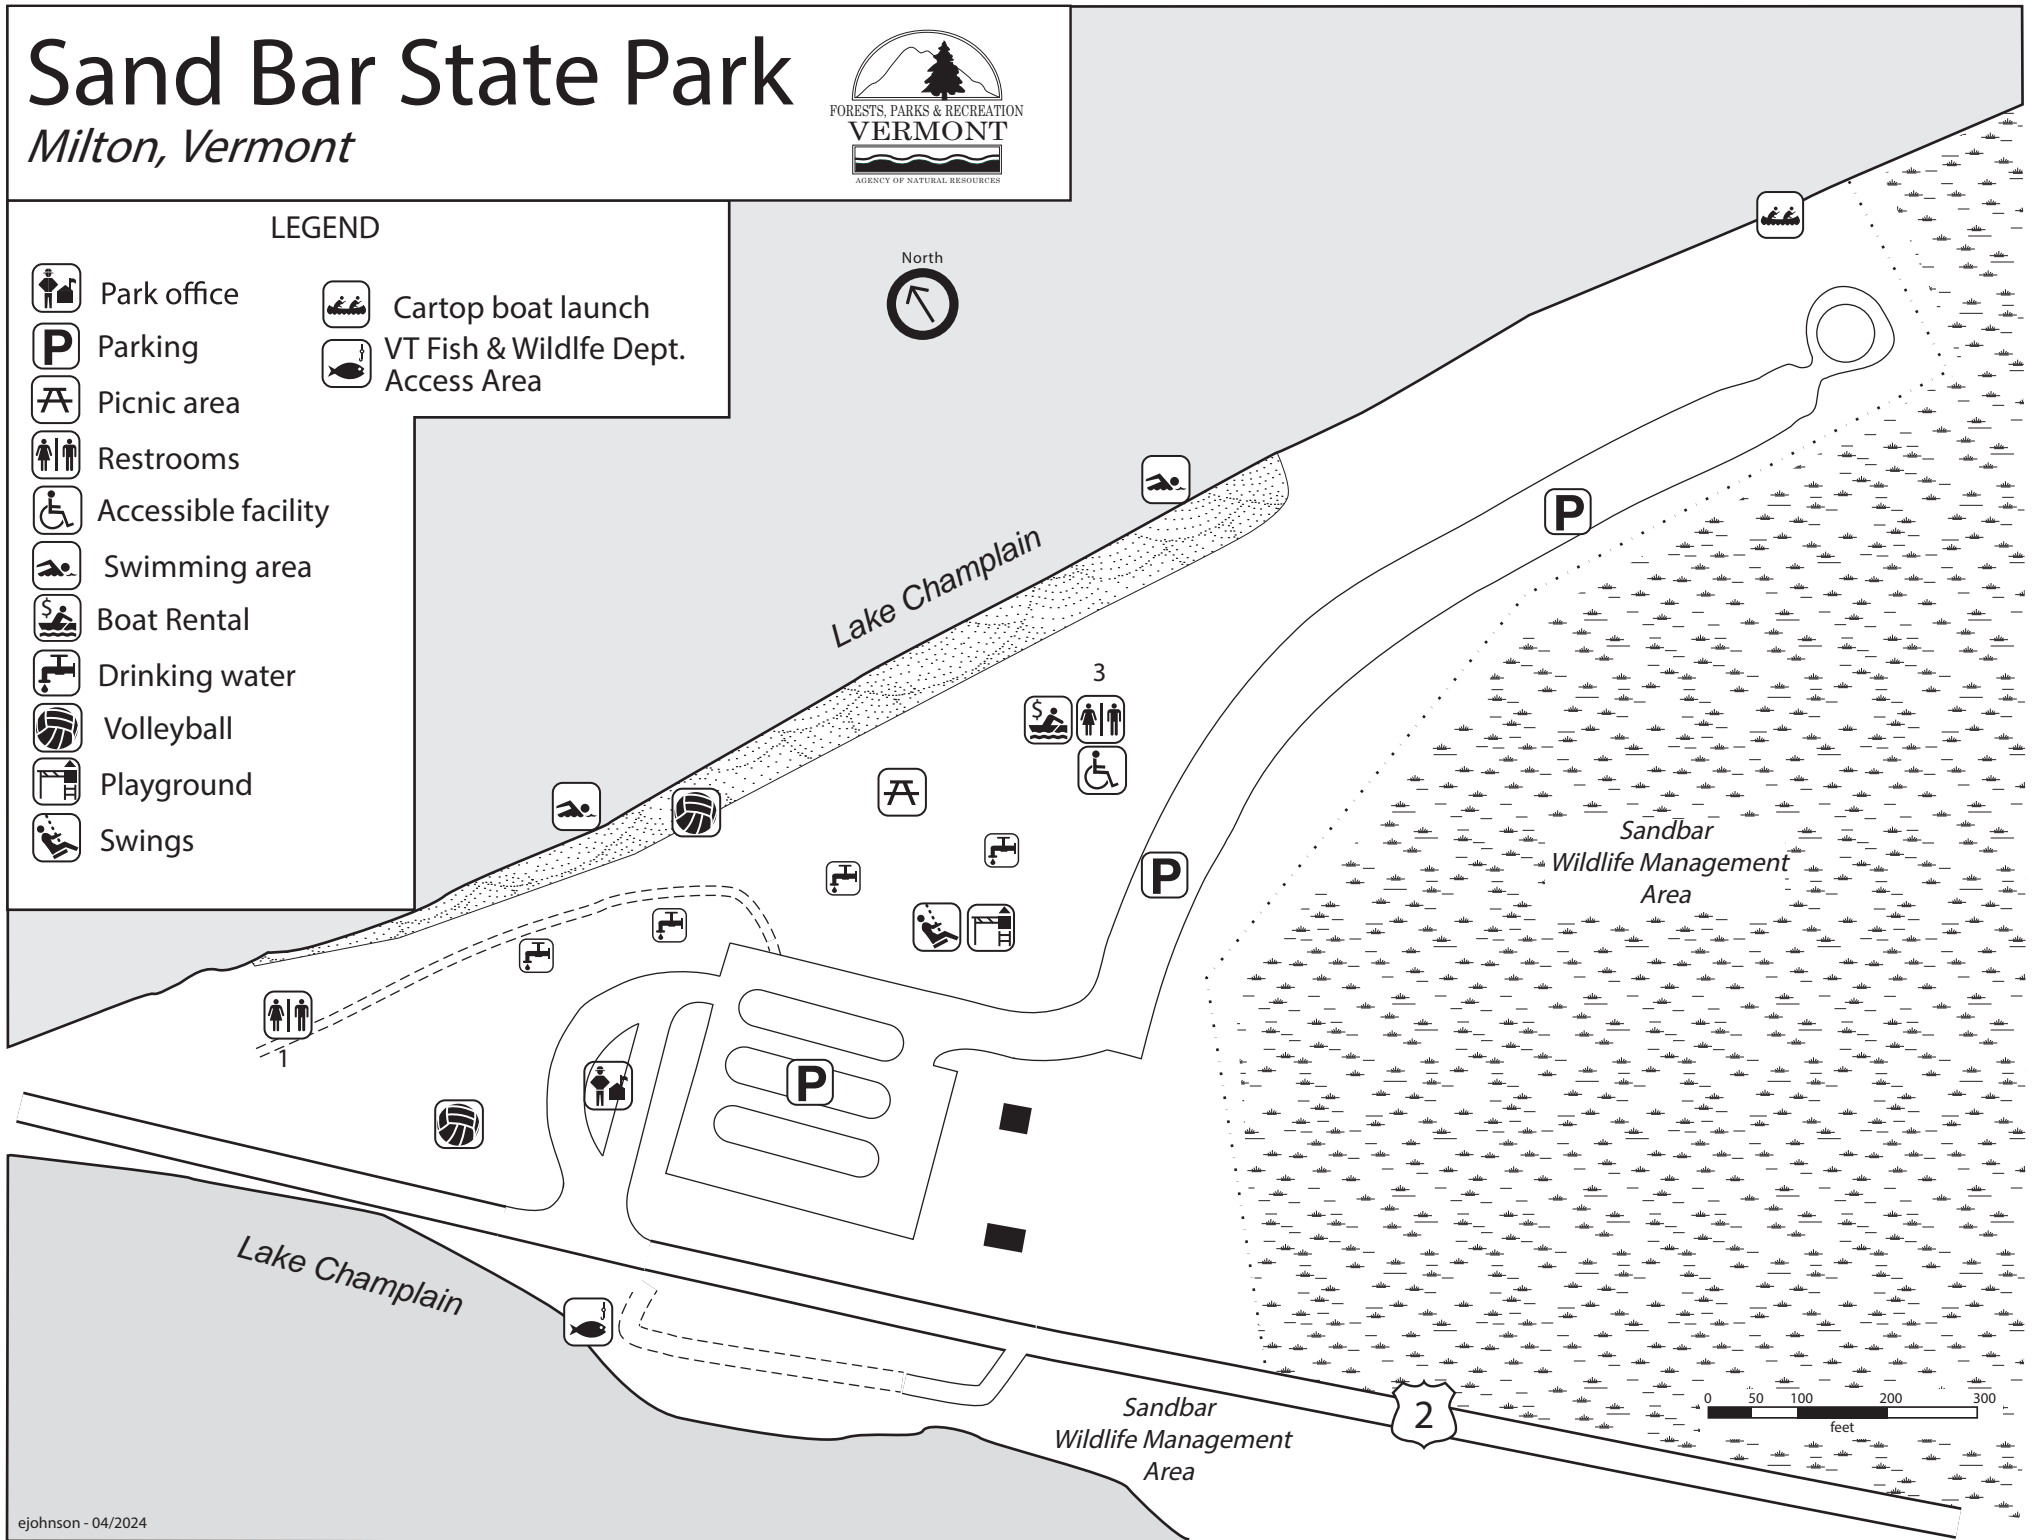 Sand Bar State Park
Milton, Vermont
FORESTS, PARKS & RECREATION
VERMONT
AGENCY OF NATURAL RESOURCES
LEGEND
Park office
Parking
Picnic area
Restrooms
Accessible facility
Swimming area
Boat Rental
Drinking water
Volleyball
Playground
Swings
Cartop boat launch
VT Fish & Wildlfe Dept.
Access Area
P
$
North
Lake Champlain
P
3
$
P
Sandbar
Wildlife Management
Area
1
P
Lake Champlain
Sandbar
Wildlife Management
Area
2
0 50 100 200 300
feet
ejohnson - 04/2024